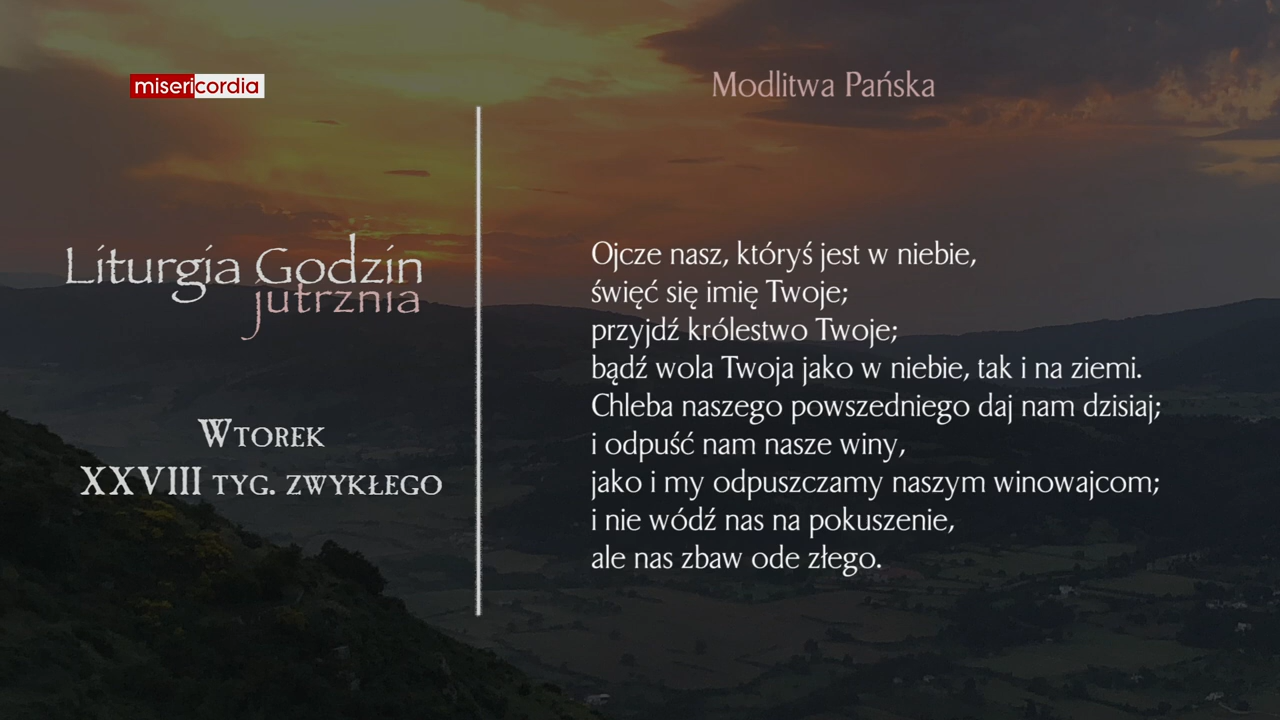 misericordia
Liturgia Godzin
jutrznia
Wtorek
XXVIII tyg. zwykłego
Modlitwa Pańska
Ojcze nasz, któryś jest w niebie,
święć się imię Twoje;
przyjdź królestwo Twoje;
bądź wola Twoja jako w niebie, tak i na ziemi.
Chleba naszego powszedniego daj nam dzisiaj;
i odpuść nam nasze winy,
jako i my odpuszczamy naszym winowajcom;
i nie wódź nas na pokuszenie,
ale nas zbaw ode złego.